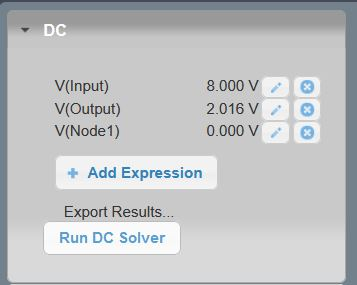 DC
V(Input) 8.000 V
V(Output) 2.016 V
V(Node1) 0.000 V
+ Add Expression
Export Results...
Run DC Solver